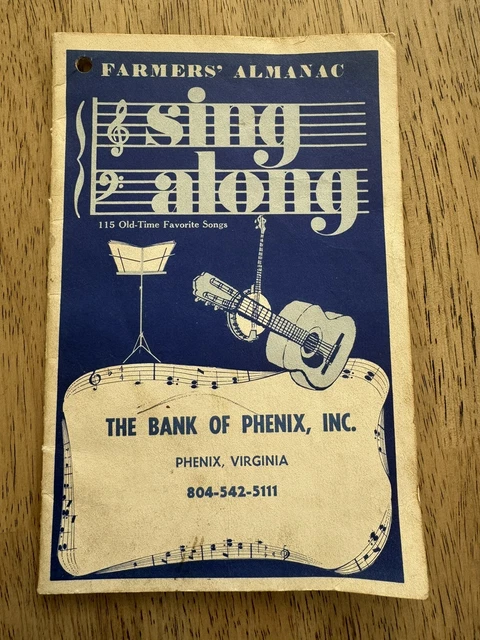 FARMERS' ALMANAC
sing
along
115 Old-Time Favorite Songs
THE BANK OF PHENIX, INC.
PHENIX, VIRGINIA
804-542-5111